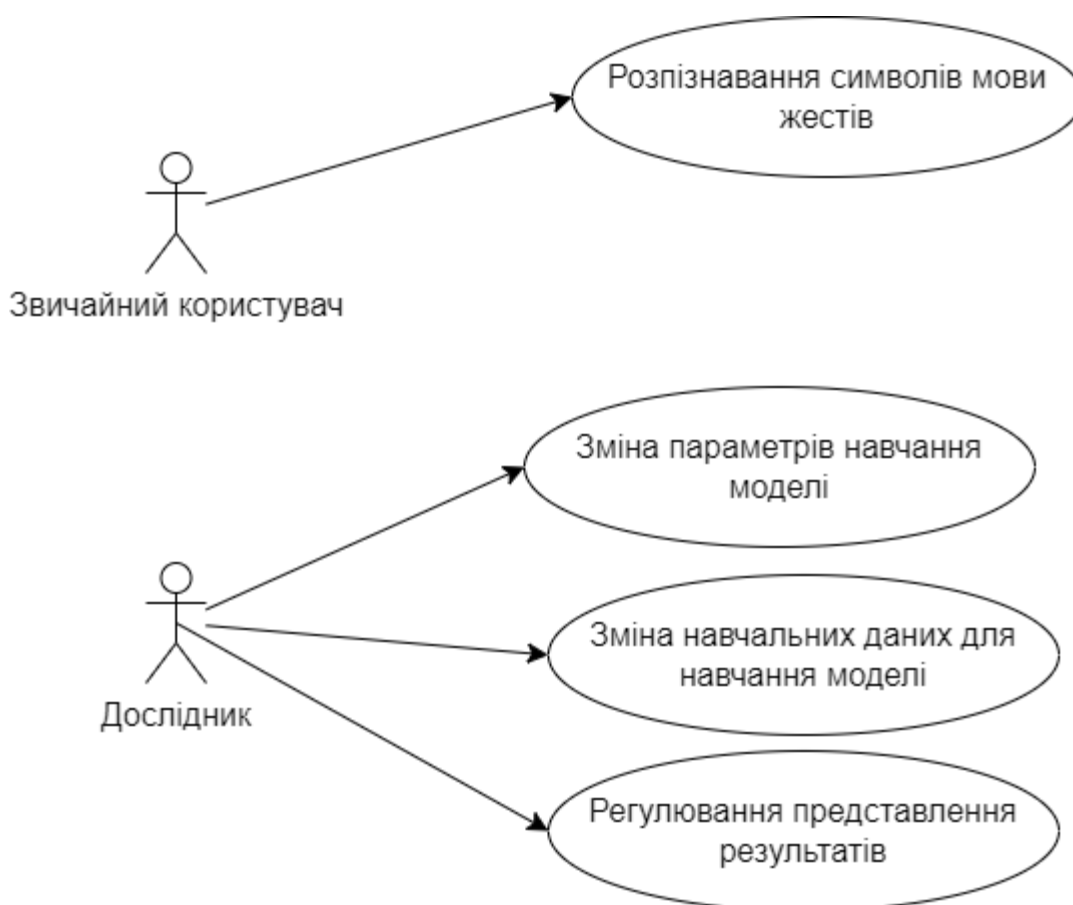 Розпізнавання символів мови
жестів
Звичайний користувач
Зміна параметрів навчання
моделі
Зміна навчальних даних для
навчання моделі
Дослідник
Регулювання представлення
результатів